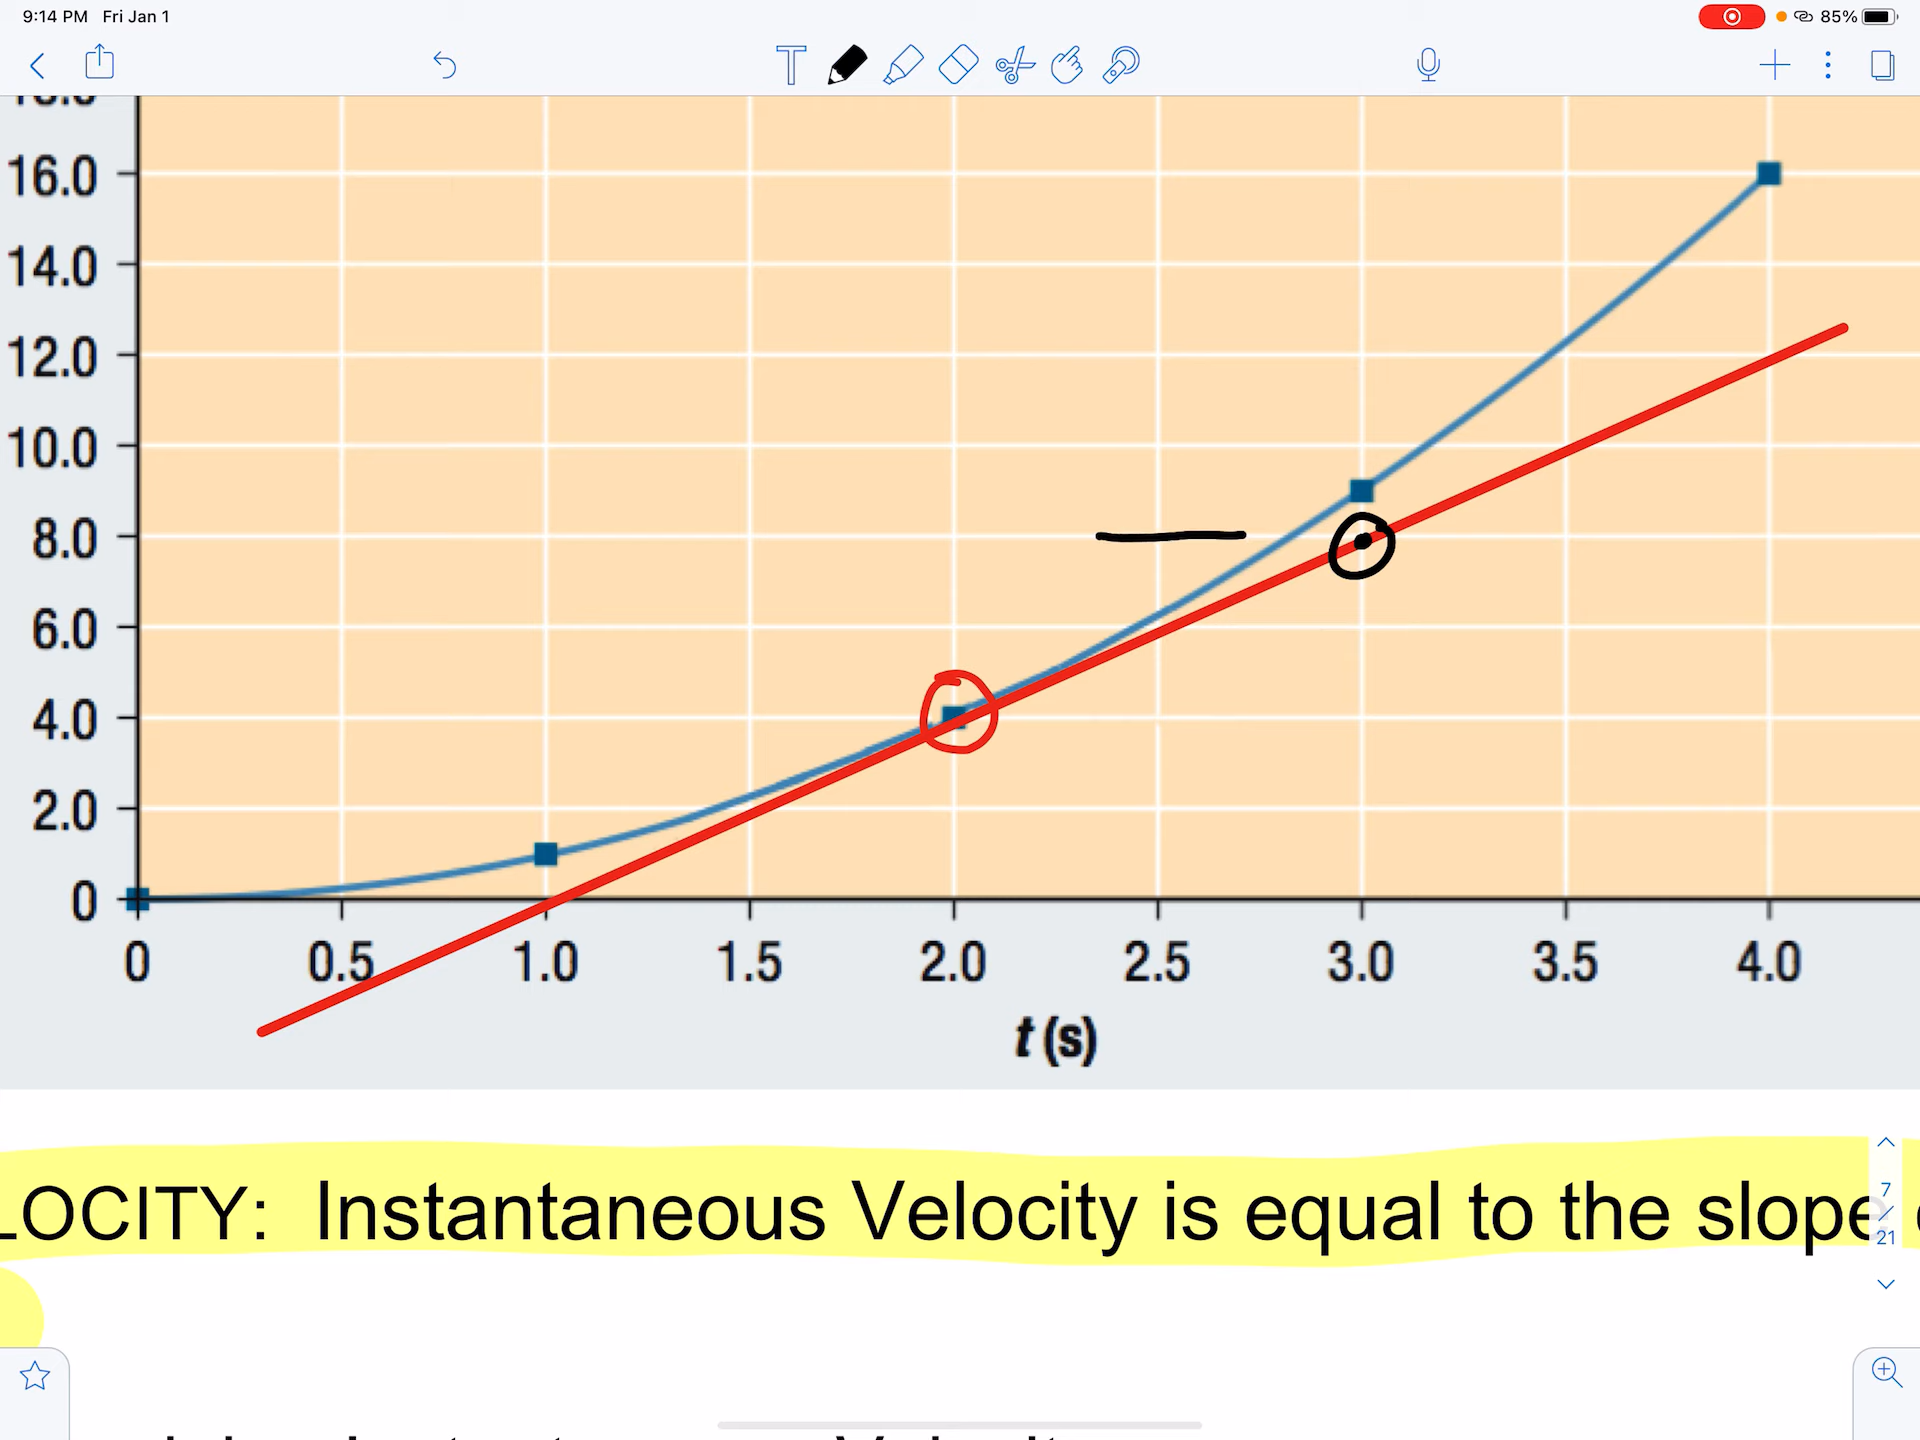 9:14 PM Fri Jan 1
85%
T
16.0
14.0
12.0
10.0
8.0
6.0
4.0
2.0
0
0 0.5 1.0 1.5 2.0 2.5 3.0 3.5 4.0
t (s)
LOCITY: Instantaneous Velocity is equal to the slope
7
/
21